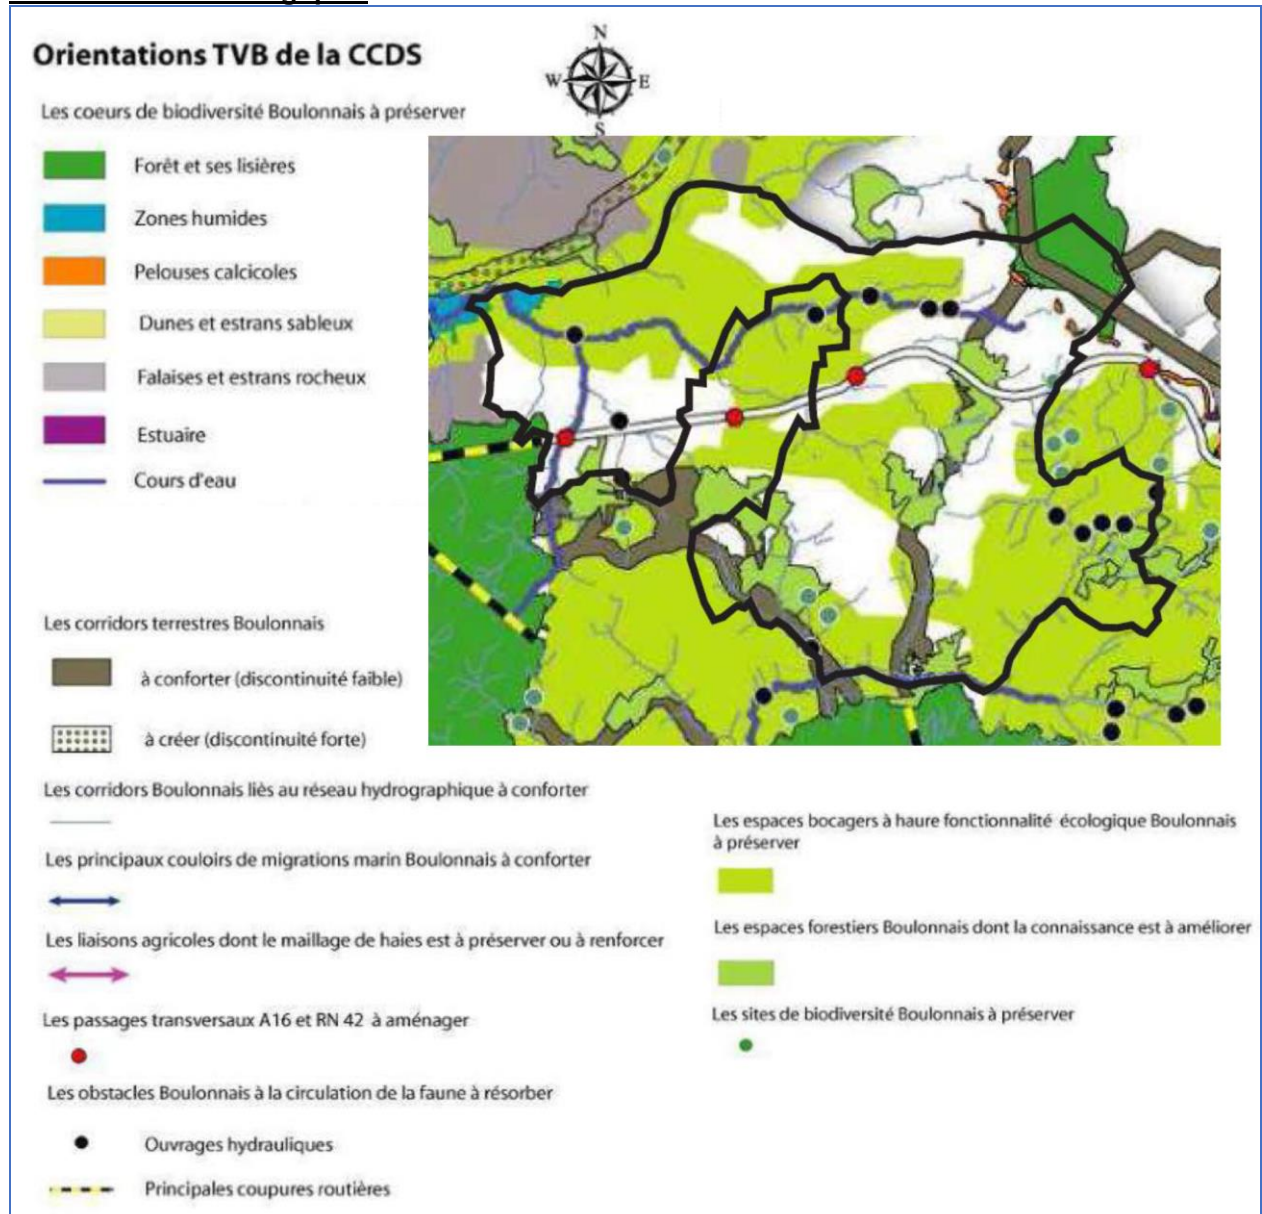 Orientations TVB de la CCDS
N
W
E
S
Les coeurs de biodiversité Boulonnais à préserver
Forêt et ses lisières
Zones humides
Pelouses calcicoles
Dunes et estrans sableux
Falaises et estrans rocheux
Estuaire
Cours d'eau
Les corridors terrestres Boulonnais
à conforter (discontinuité faible)
à créer (discontinuité forte)
Les corridors Boulonnais liès au réseau hydrographique à conforter
Les principaux couloirs de migrations marin Boulonnais à conforter
Les liaisons agricoles dont le maillage de haies est à préserver ou à renforcer
Les passages transversaux A16 et RN 42 à aménager
Les obstacles Boulonnais à la circulation de la faune à résorber
Ouvrages hydrauliques
Principales coupures routières
Les espaces bocagers à haure fonctionnalité écologique Boulonnais
à préserver
Les espaces forestiers Boulonnais dont la connaissance est à améliorer
Les sites de biodiversité Boulonnais à préserver